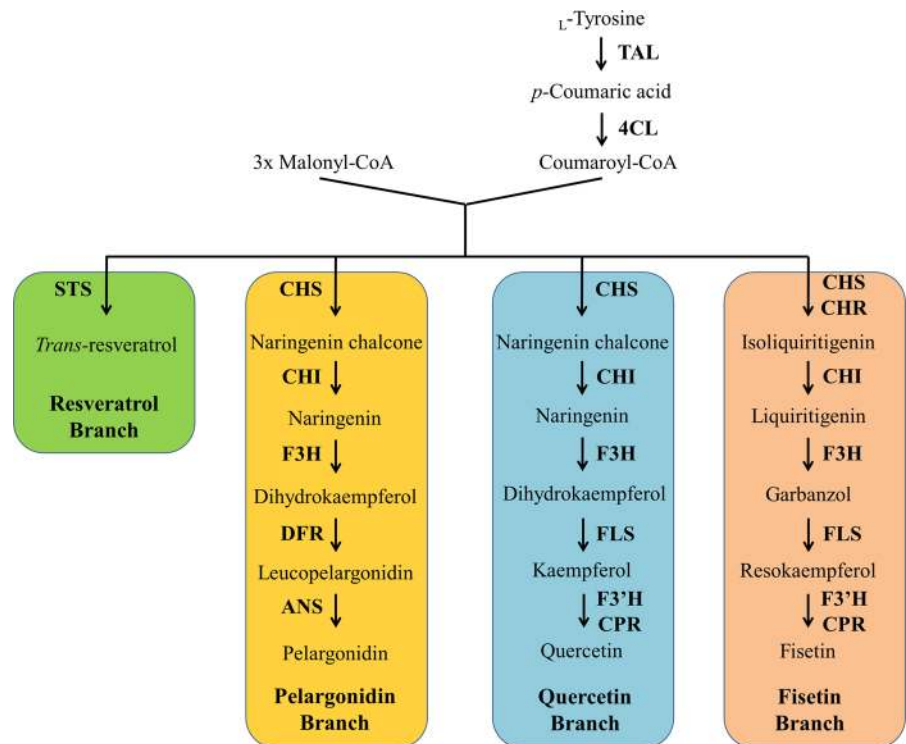 L-Tyrosine
TAL
p-Coumaric acid
4CL
3x Malonyl-CoA
Coumaroyl-CoA
STS
Trans-resveratrol
Resveratrol
Branch
CHS
Naringenin chalcone
CHI
Naringenin
F3H
Dihydrokaempferol
DFR
Leucopelargonidin
ANS
Pelargonidin
Pelargonidin
Branch
CHS
Naringenin chalcone
CHI
Naringenin
F3H
Dihydrokaempferol
FLS
Kaempferol
F3’H
CPR
Quercetin
Quercetin
Branch
CHS
CHR
Isoliquiritigenin
CHI
Liquiritigenin
F3H
Garbanzol
FLS
Resokaempferol
F3’H
CPR
Fisetin
Fisetin
Branch